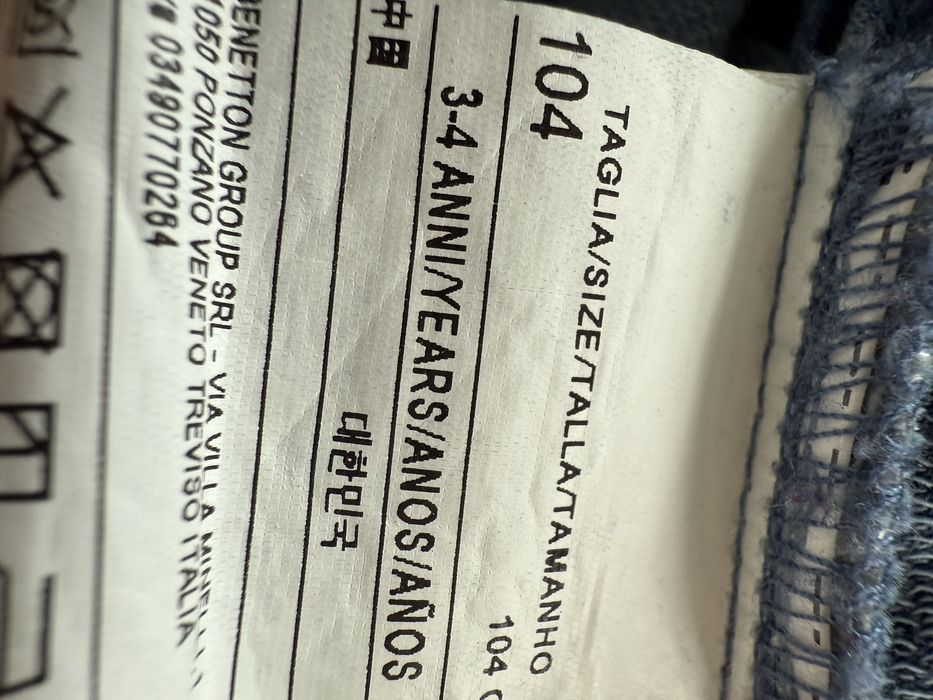 TAGLIA/SIZE/TALLA/TAMANHO
104
104
3-4 ANNI/YEARS/ANOS/AÑOS
中国
대한민국
BENETTON GROUP SRL - VIA VILLA MINELLI
PONZANO VENETO TREVISO ITALIA
03490770264